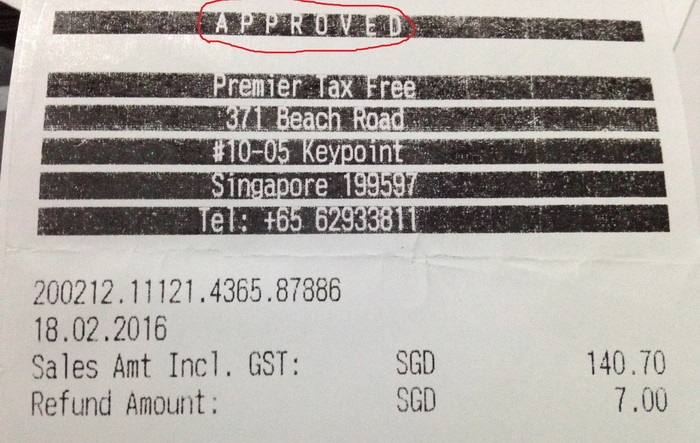 APPROVED
Premier Tax Free
371 Beach Road
#10-05 Keypoint
Singapore 199597
Tel: +65 62933811
200212.11121.4365.87886
18.02.2016
Sales Amt Incl. GST: SGD 140.70
Refund Amount: SGD 7.00